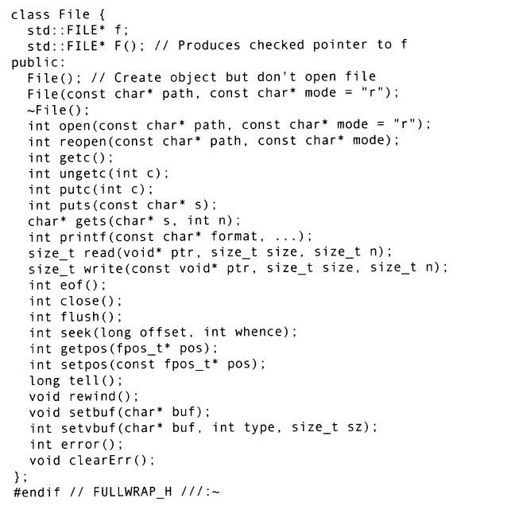 class File {
  std::FILE* f;
  std::FILE* F(); // Produces checked pointer to f
public:
  File(); // Create object but don't open file
  File(const char* path, const char* mode = "r");
  ~File();
  int open(const char* path, const char* mode = "r");
  int reopen(const char* path, const char* mode);
  int getc();
  int ungetc(int c);
  int putc(int c);
  int puts(const char* s);
  char* gets(char* s, int n);
  int printf(const char* format, ...);
  size_t read(void* ptr, size_t size, size_t n);
  size_t write(const void* ptr, size_t size, size_t n);
  int eof();
  int close();
  int flush();
  int seek(long offset, int whence);
  int getpos(fpos_t* pos);
  int setpos(const fpos_t* pos);
  long tell();
  void rewind();
  void setbuf(char* buf);
  int setvbuf(char* buf, int type, size_t sz);
  int error();
  void clearErr();
};
#endif // FULLWRAP_H ///:~